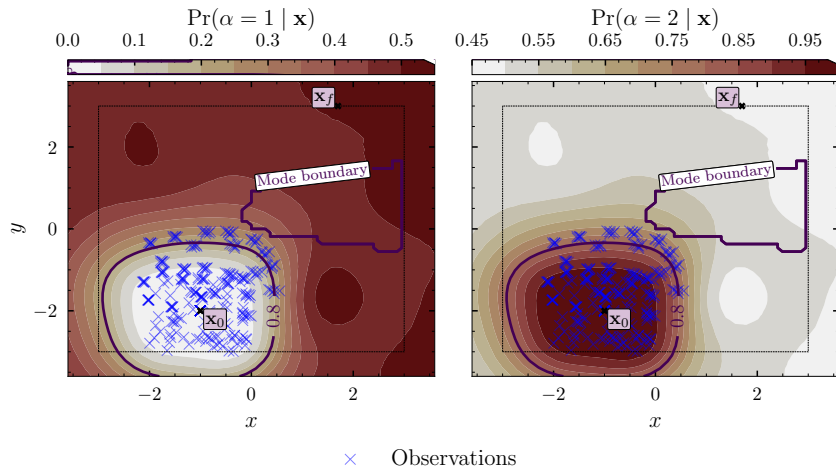 Pr(α = 1 | x) Pr(α = 2 | x)
0.0 0.1 0.2 0.3 0.4 0.5 0.45 0.55 0.65 0.75 0.85 0.95
x_f x_f
2 Mode boundary Mode boundary
y 0
−2 x_0 0.8 x_0 0.8
−2 0 2 −2 0 2
x x
× Observations